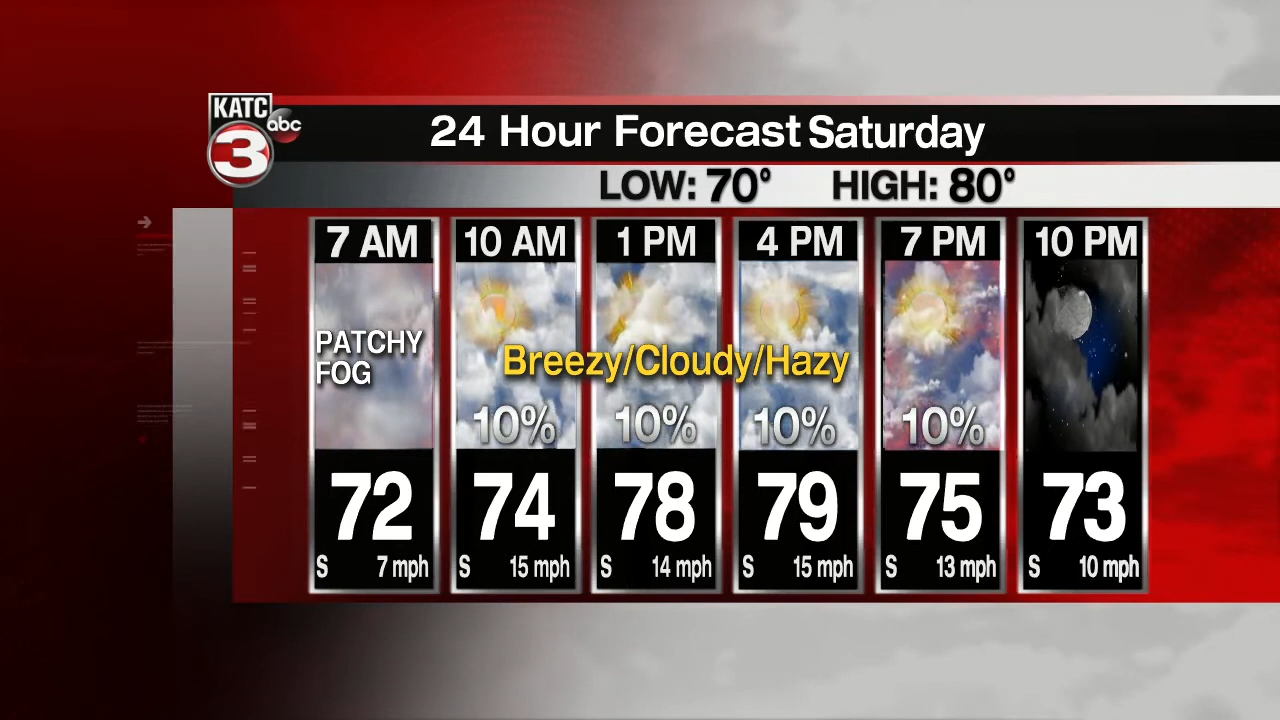 KATC
abc
3
24 Hour Forecast Saturday
LOW: 70° HIGH: 80°
7 AM 10 AM 1 PM 4 PM 7 PM 10 PM
PATCHY
FOG
Breezy/Cloudy/Hazy
10% 10% 10% 10%
72 74 78 79 75 73
S 7 mph S 15 mph S 14 mph S 15 mph S 13 mph S 10 mph